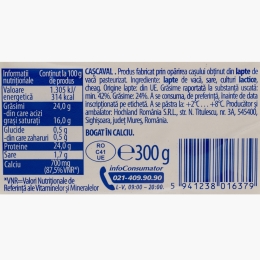 Informații nutriționale
Conținut la 100 g de produs
Valoare energetică
1.305 kJ/ 314 kcal
Grăsimi 24,0 g
din care acizi grași saturați 16,0 g
Glucide 0,5 g
din care zaharuri 0,5 g
Proteine 24,0 g
Sare 1,7 g
Calciu 700 mg (87,5% VNR*)
*VNR–Valori Nutriționale de
Referință ale Vitaminelor și Mineralelor
CAȘCAVAL. Produs fabricat prin opărirea cașului obținut din lapte de
vacă pasteurizat. Ingrediente: lapte de vacă, sare, culturi lactice,
cheag. Origine lapte: din UE. Grăsime raportată la substanța uscată:
min. 42%. Grăsime: 24%. A se consuma, de preferință, înainte de:
A se păstra la: +2°C...+8°C. Producător și
ambalator: Hochland România S.R.L., str. N. Titulescu, nr. 3A, 545400,
Sighișoara, județ Mureș, România.
BOGAT ÎN CALCIU.
RO
C41
UE
e 300 g
infoConsumator
021-409.90.90
L-V, 09:00 – 20:00.
5 941238 016379